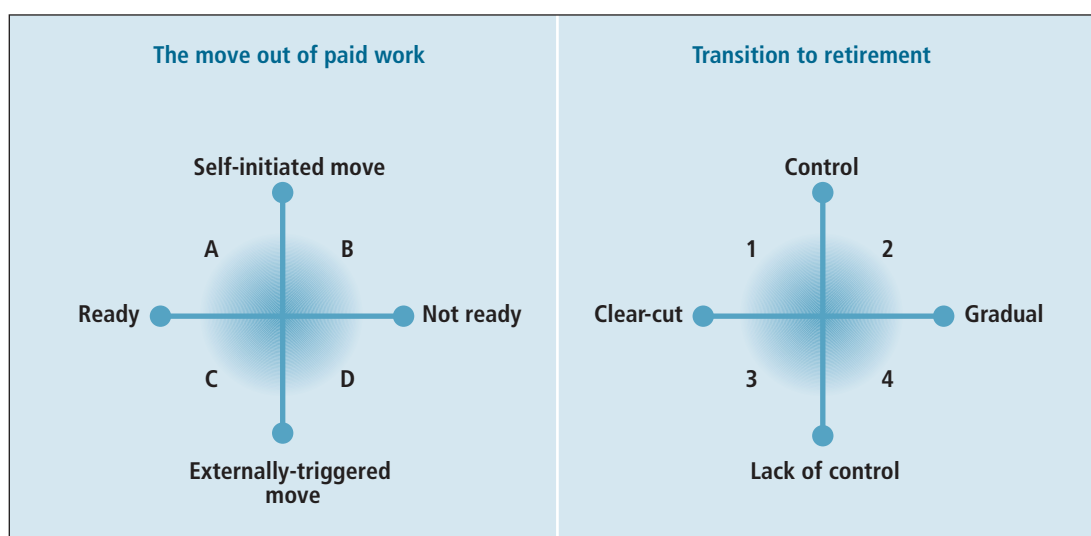 The move out of paid work
Self-initiated move
A
B
Ready
Not ready
C
D
Externally-triggered
move
Transition to retirement
Control
1
2
Clear-cut
Gradual
3
4
Lack of control